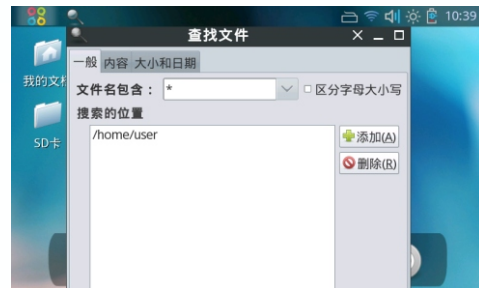 10:39
查找文件
我的文档
一般 内容 大小和日期
文件名包含： * 区分字母大小写
搜索的位置
SD卡
/home/user
添加(A)
删除(R)